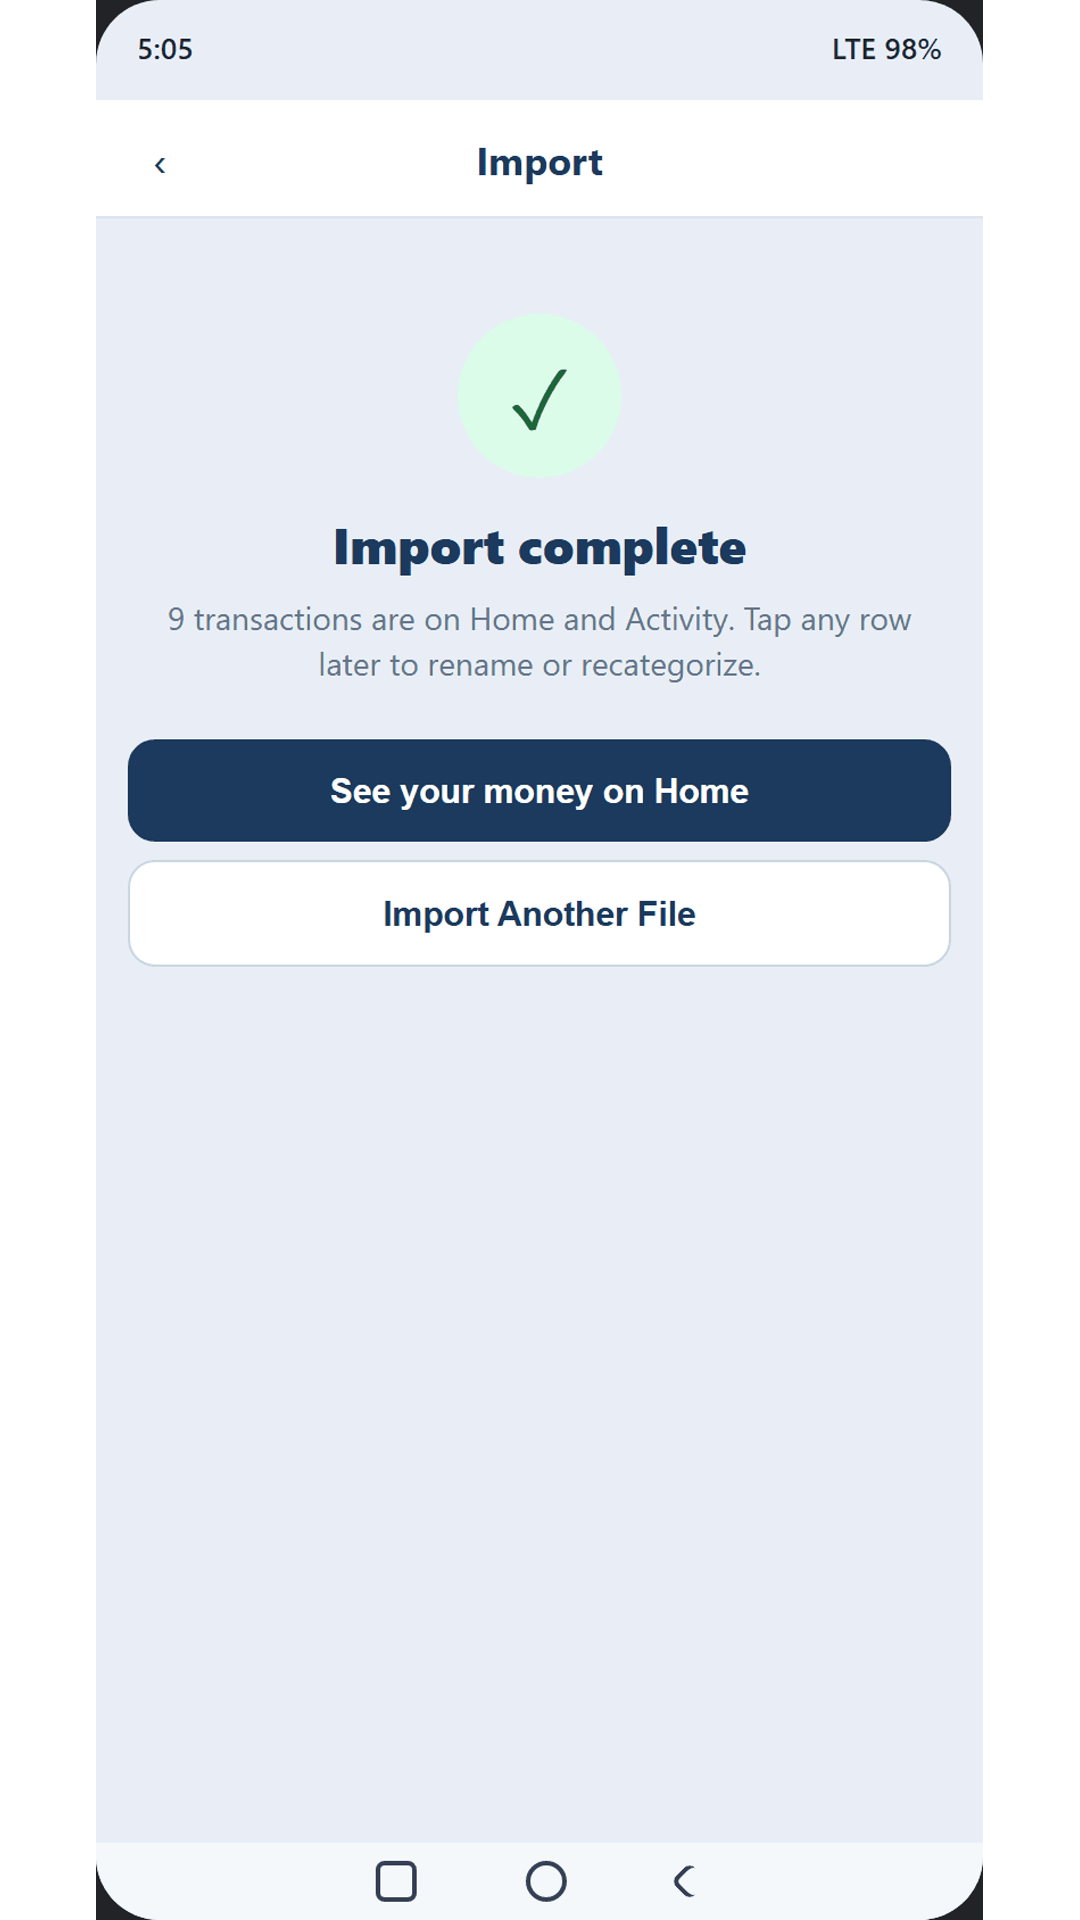 5:05
LTE 98%
‹
Import
✓
Import complete
9 transactions are on Home and Activity. Tap any row
later to rename or recategorize.
See your money on Home
Import Another File